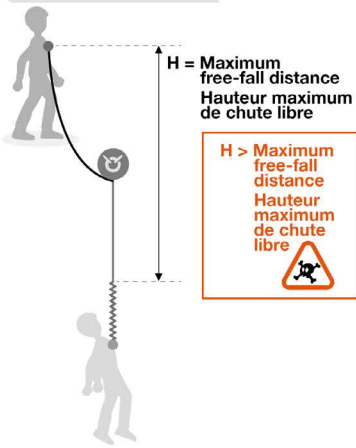 H = Maximum
free-fall distance
Hauteur maximum
de chute libre
H > Maximum
free-fall
distance
Hauteur
maximum
de chute
libre